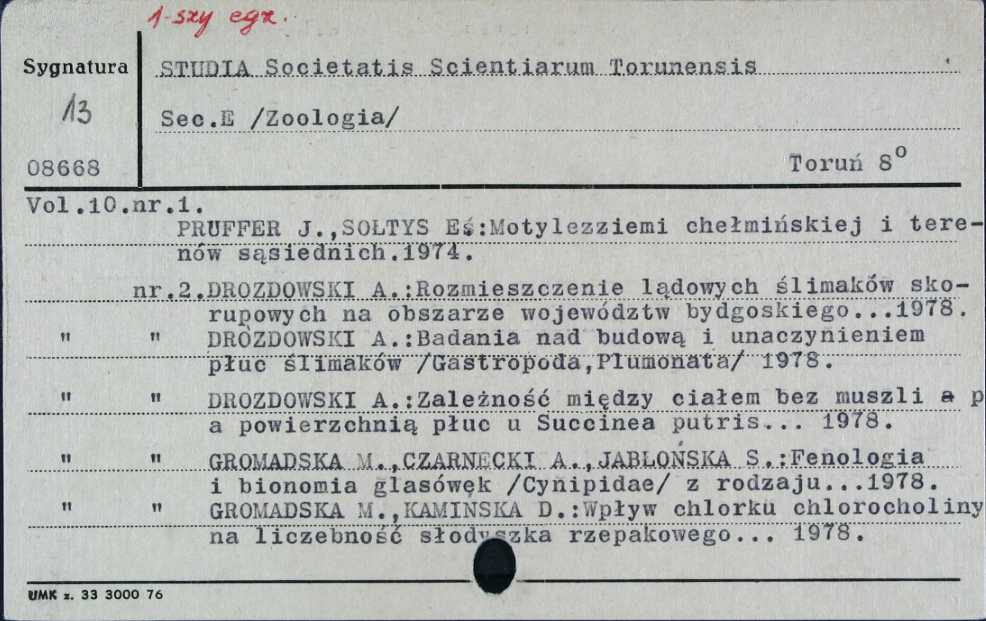 1-szy egz.
Sygnatura
STUDIA Societatis Scientiarum Torunensis
13
Sec.E /Zoologia/
08668
Toruń 8o
Vol.10.nr.1.
PRUFFER J.,SOŁTYS Eś:Motylezziemi chełmińskiej i tere-
nów sąsiednich.1974.
nr.2.DROZDOWSKI A.:Rozmieszczenie lądowych ślimaków sko-
rupowych na obszarze województw bydgoskiego...1978.
" " DROZDOWSKI A.:Badania nad budową i unaczynieniem
płuc ślimaków /Gastropoda,Plumonata/ 1978.
" " DROZDOWSKI A.:Zależność między ciałem bez muszli a p
a powierzchnią płuc u Succinea putris... 1978.
" " GROMADSKA M.,CZARNECKI A.,JABŁOŃSKA S.:Fenologia
i bionomia glasówęk /Cynipidae/ z rodzaju...1978.
" " GROMADSKA M.,KAMINSKA D.:Wpływ chlorku chlorocholiny
na liczebność słodyszka rzepakowego... 1978.
UMK z. 33 3000 76